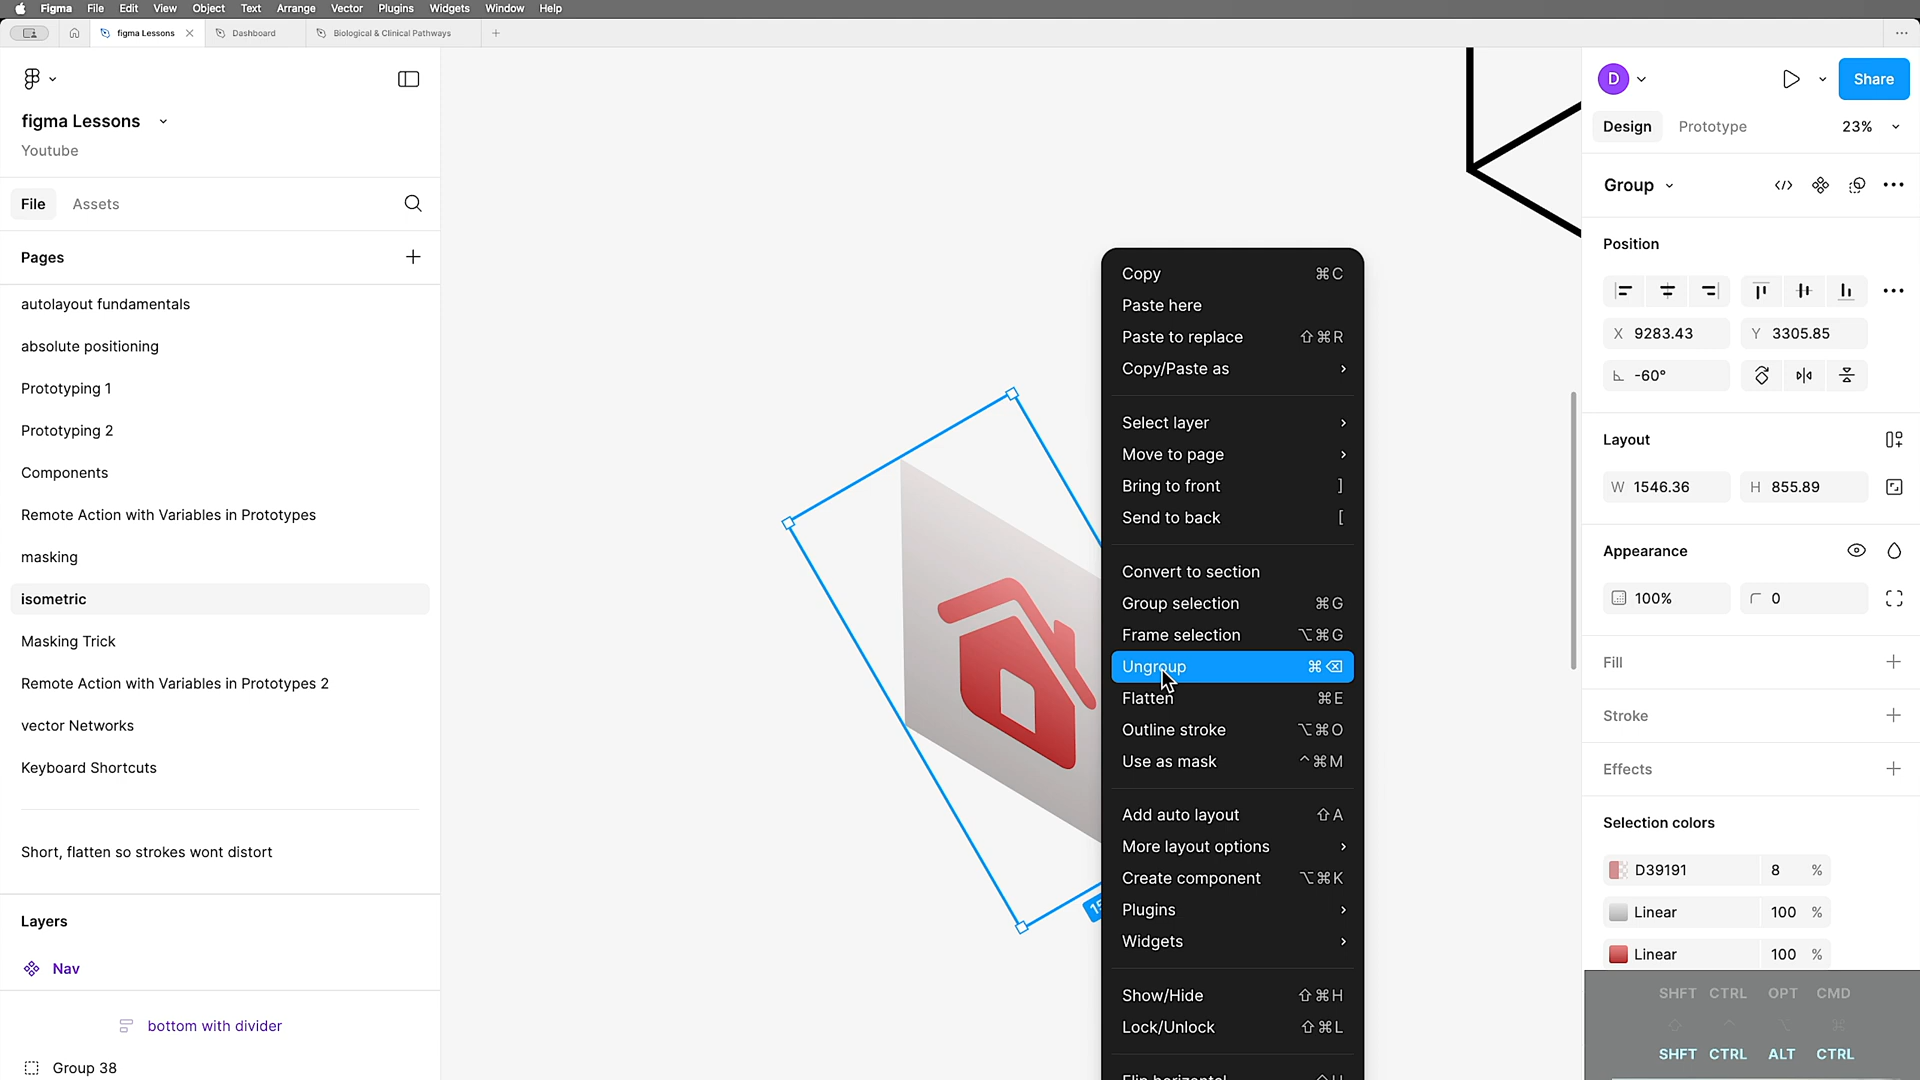 Figma File Edit View Object Text Arrange Vector Plugins Widgets Window Help
figma Lessons Dashboard Biological & Clinical Pathways
figma Lessons
Youtube
File Assets
Pages
autolayout fundamentals
absolute positioning
Prototyping 1
Prototyping 2
Components
Remote Action with Variables in Prototypes
masking
isometric
Masking Trick
Remote Action with Variables in Prototypes 2
vector Networks
Keyboard Shortcuts
Short, flatten so strokes wont distort
Layers
Nav
bottom with divider
Group 38
Copy ⌘C
Paste here
Paste to replace ⇧⌘R
Copy/Paste as
Select layer
Move to page
Bring to front ]
Send to back [
Convert to section
Group selection ⌘G
Frame selection ⌥⌘G
Ungroup ⌘⌫
Flatten ⌘E
Outline stroke ⌥⌘O
Use as mask ^⌘M
Add auto layout ⇧A
More layout options
Create component ⌥⌘K
Plugins
Widgets
Show/Hide ⇧⌘H
Lock/Unlock ⇧⌘L
D Share
Design Prototype 23%
Group
Position
X 9283.43 Y 3305.85
-60°
Layout
W 1546.36 H 855.89
Appearance
100% 0
Fill
Stroke
Effects
Selection colors
D39191 8 %
Linear 100 %
Linear 100 %
SHFT CTRL OPT CMD
SHFT CTRL ALT CTRL